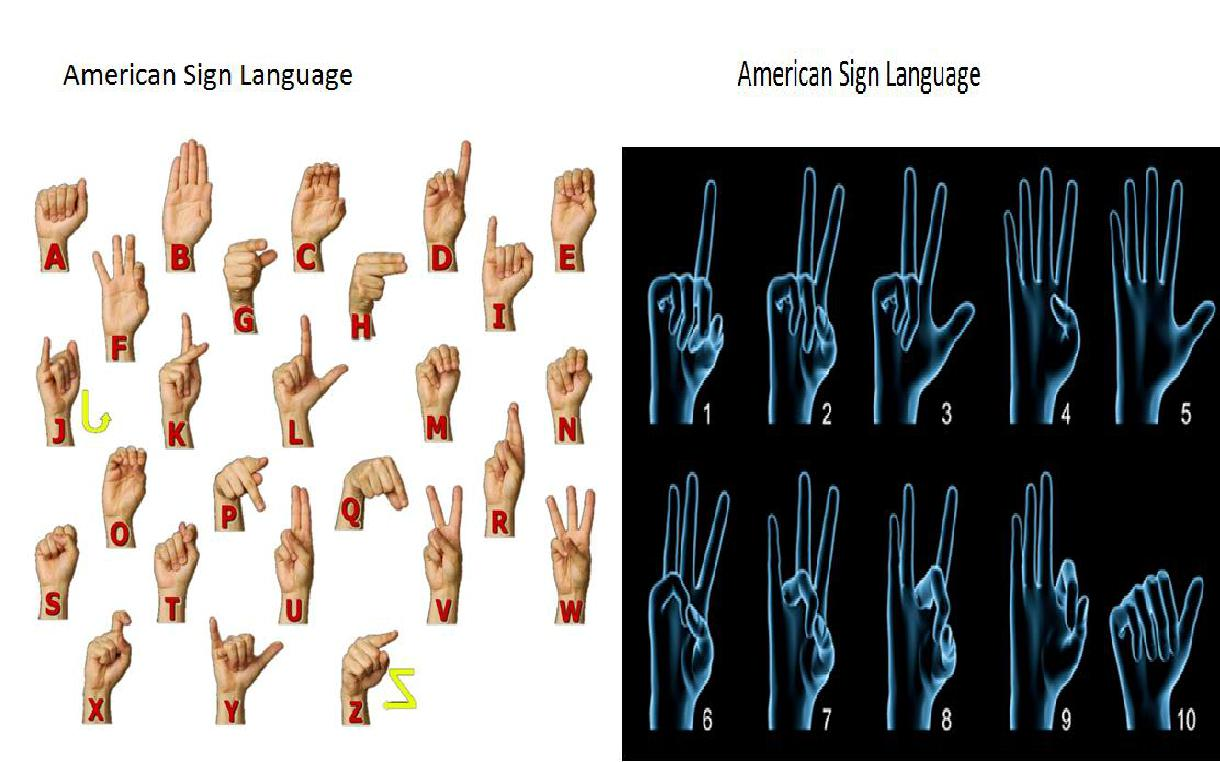 American Sign Language
American Sign Language
A B C D E
F G H I
J K L M N
O P Q R
S T U V W
X Y Z
1 2 3 4 5
6 7 8 9 10